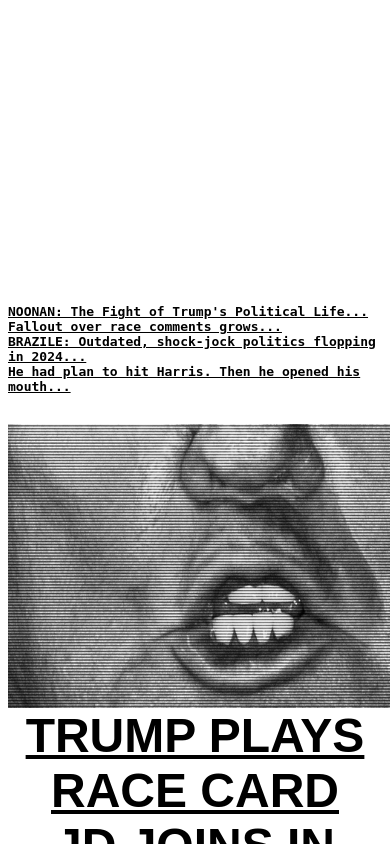 NOONAN: The Fight of Trump's Political Life...
Fallout over race comments grows...
BRAZILE: Outdated, shock-jock politics flopping
in 2024...
He had plan to hit Harris. Then he opened his
mouth...
TRUMP PLAYS
RACE CARD
JD JOINS IN